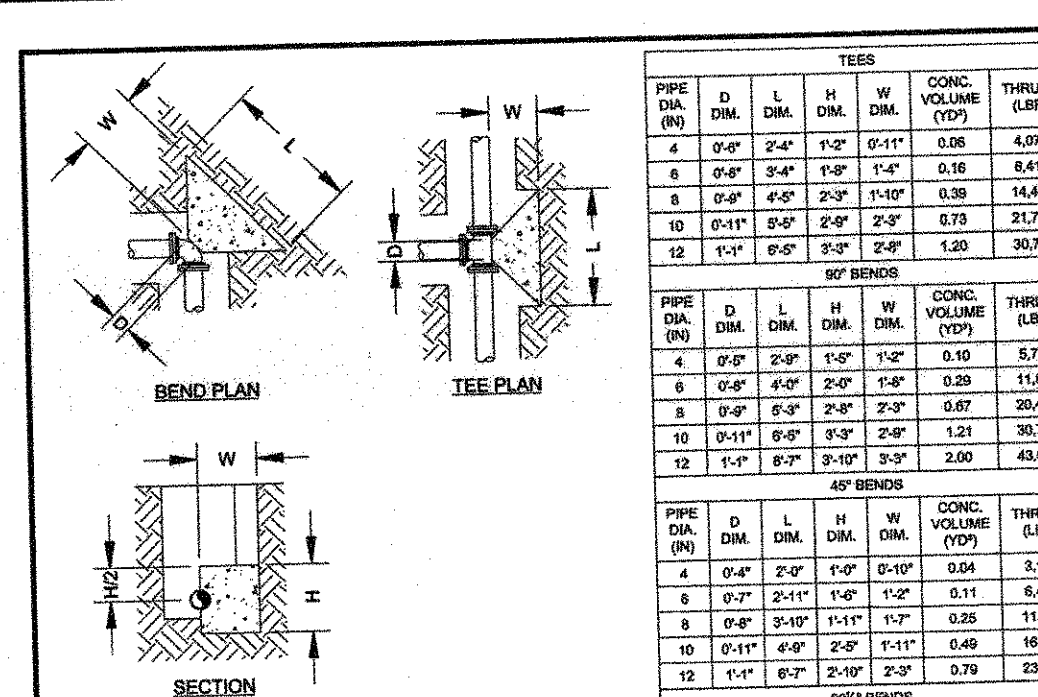 W
L
BEND PLAN
D
W
D
L
TEE PLAN
W
H/2
H
SECTION
TEES
PIPE DIA. (IN) D DIM. L DIM. H DIM. W DIM. CONC. VOLUME (YD³)
4 0'-6" 2'-4" 1'-2" 0'-11" 0.06
6 3'-4" 1'-8" 1'-4" 0.16
8 0'-9" 4'-5" 2'-3" 1'-10" 0.39
10 0'-11" 5'-5" 2'-9" 2'-3" 0.73
12 1'-1" 6'-5" 3'-3" 2'-8" 1.20
90° BENDS
PIPE DIA. (IN) D DIM. L DIM. H DIM. W DIM. CONC. VOLUME (YD³)
4 0'-5" 2'-9" 1'-5" 1'-2" 0.10
6 0'-8" 4'-0" 2'-0" 1'-8" 0.29
8 0'-9" 5'-3" 2'-8" 2'-3" 0.67
10 0'-11" 6'-5" 3'-3" 2'-9" 1.21
12 1'-1" 3'-10" 3'-3" 2.00
45° BENDS
PIPE DIA. (IN) D DIM. L DIM. H DIM. W DIM. CONC. VOLUME (YD³)
4 0'-4" 2'-0" 1'-0" 0'-10" 0.04
6 0'-7" 2'-11" 1'-6" 1'-2" 0.11
8 0'-8" 3'-10" 1'-11" 1'-7" 0.25
10 0'-11" 4'-9" 2'-5" 1'-11" 0.49
12 1'-1" 2'-10" 2'-3" 0.79
BENDS